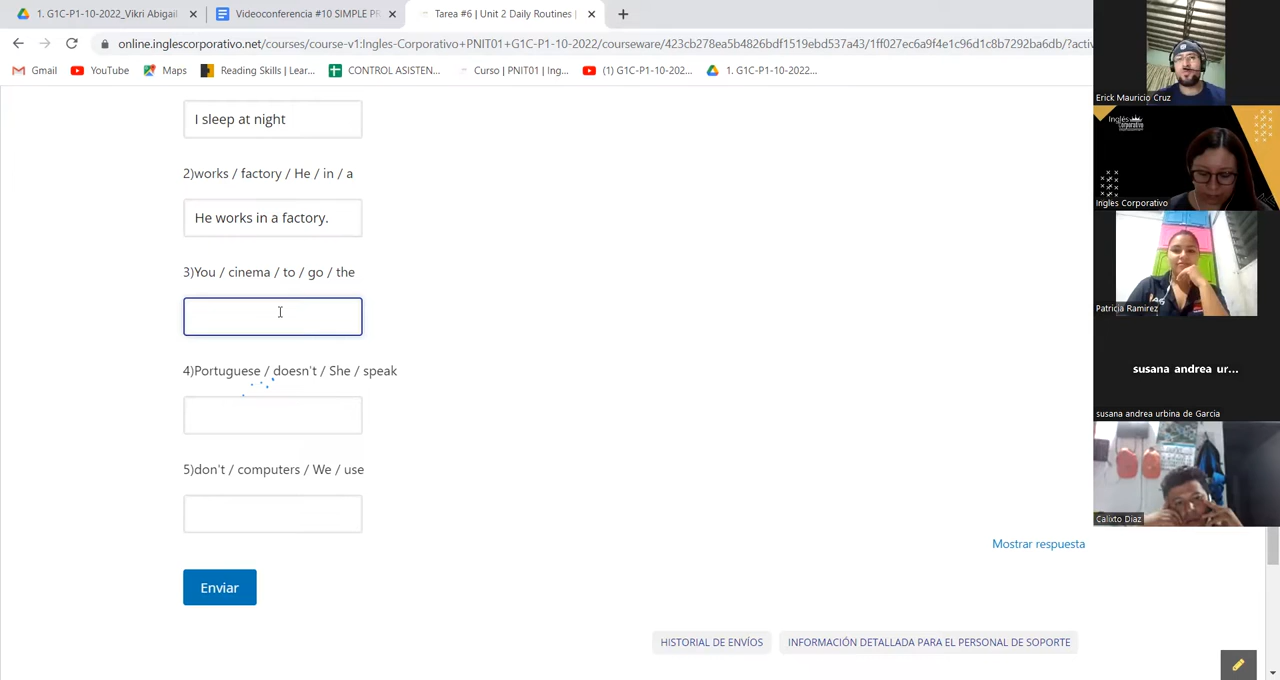 1. G1C-P1-10-2022_Vikri Abigail
Videoconferencia #10 SIMPLE PR
Tarea #6 | Unit 2 Daily Routines |
online.inglescorporativo.net/courses/course-v1:Ingles-Corporativo+PNIT01+G1C-P1-10-2022/courseware/423cb278ea5b4826bdf1519ebd537a43/1ff027ec6a9f4e1c96d1c8b7292ba6db/?acti
Gmail
YouTube
Maps
Reading Skills | Lear...
CONTROL ASISTEN...
Curso | PNIT01 | Ing...
(1) G1C-P1-10-202...
1. G1C-P1-10-2022...
I sleep at night
2)works / factory / He / in / a
He works in a factory.
3)You / cinema / to / go / the
4)Portuguese / doesn't / She / speak
5)don't / computers / We / use
Mostrar respuesta
Enviar
HISTORIAL DE ENVÍOS
INFORMACIÓN DETALLADA PARA EL PERSONAL DE SOPORTE
Erick Mauricio Cruz
Inglés
Corporativo
Ingles Corporativo
Patricia Ramirez
susana andrea ur...
susana andrea urbina de Garcia
Calixto Diaz